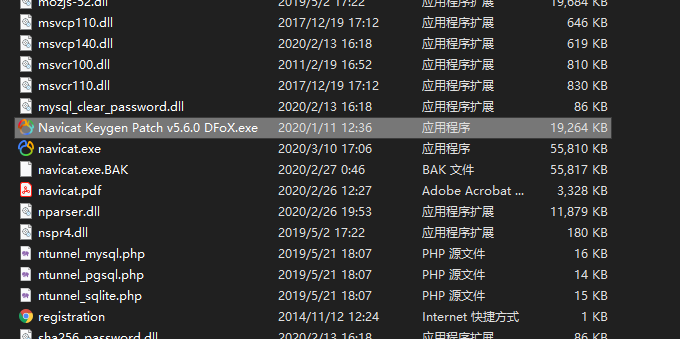 mozjs-52.dll 2019/5/2 17:22 应用程序扩展 19,684 KB
msvcp110.dll 2017/12/19 17:12 应用程序扩展 646 KB
msvcp140.dll 2020/2/13 16:18 应用程序扩展 619 KB
msvcr100.dll 2011/2/19 16:52 应用程序扩展 810 KB
msvcr110.dll 2017/12/19 17:12 应用程序扩展 830 KB
mysql_clear_password.dll 2020/2/13 16:18 应用程序扩展 86 KB
Navicat Keygen Patch v5.6.0 DFoX.exe 2020/1/11 12:36 应用程序 19,264 KB
navicat.exe 2020/3/10 17:06 应用程序 55,810 KB
navicat.exe.BAK 2020/2/27 0:46 BAK 文件 55,817 KB
navicat.pdf 2020/2/26 12:27 Adobe Acrobat ... 3,328 KB
nparser.dll 2020/2/26 19:53 应用程序扩展 11,879 KB
nspr4.dll 2019/5/2 17:22 应用程序扩展 180 KB
ntunnel_mysql.php 2019/5/21 18:07 PHP 源文件 16 KB
ntunnel_pgsql.php 2019/5/21 18:07 PHP 源文件 14 KB
ntunnel_sqlite.php 2019/5/21 18:07 PHP 源文件 15 KB
registration 2014/11/12 12:24 Internet 快捷方式 1 KB
sha256_password.dll 2020/2/13 16:18 应用程序扩展 86 KB